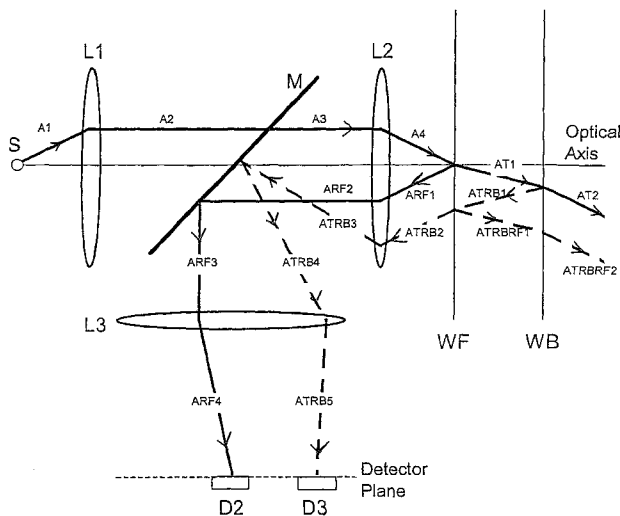 L1
L2
M
S
A1
A2
A3
A4
Optical
Axis
AT1
ARF2
ARF1
ATRB1
AT2
ATRB3
ATRB2
ATRBRF1
ATRBRF2
ARF3
ATRB4
L3
WF
WB
ARF4
ATRB5
Detector
Plane
D2
D3